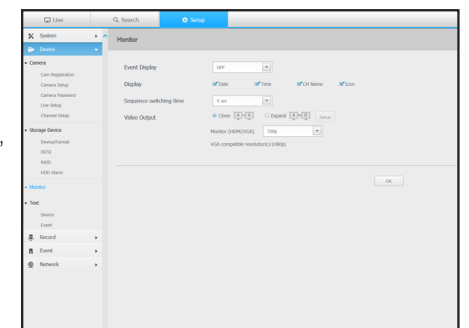 Live
Search
Setup
System
Device
Camera
Cam Registration
Camera Setup
Camera Password
Live Setup
Channel Setup
Storage Device
Device/Format
iSCSI
RAID
HDD Alarm
Monitor
Text
Device
Event
Record
Event
Network
Monitor
Event Display OFF
Display Date Time CH Name Icon
Sequence switching time 5 sec
Video Output Clone A A Expand A B Setup
Monitor (HDMI/VGA) 720p
VGA compatible resolution(≤1080p)
OK
,